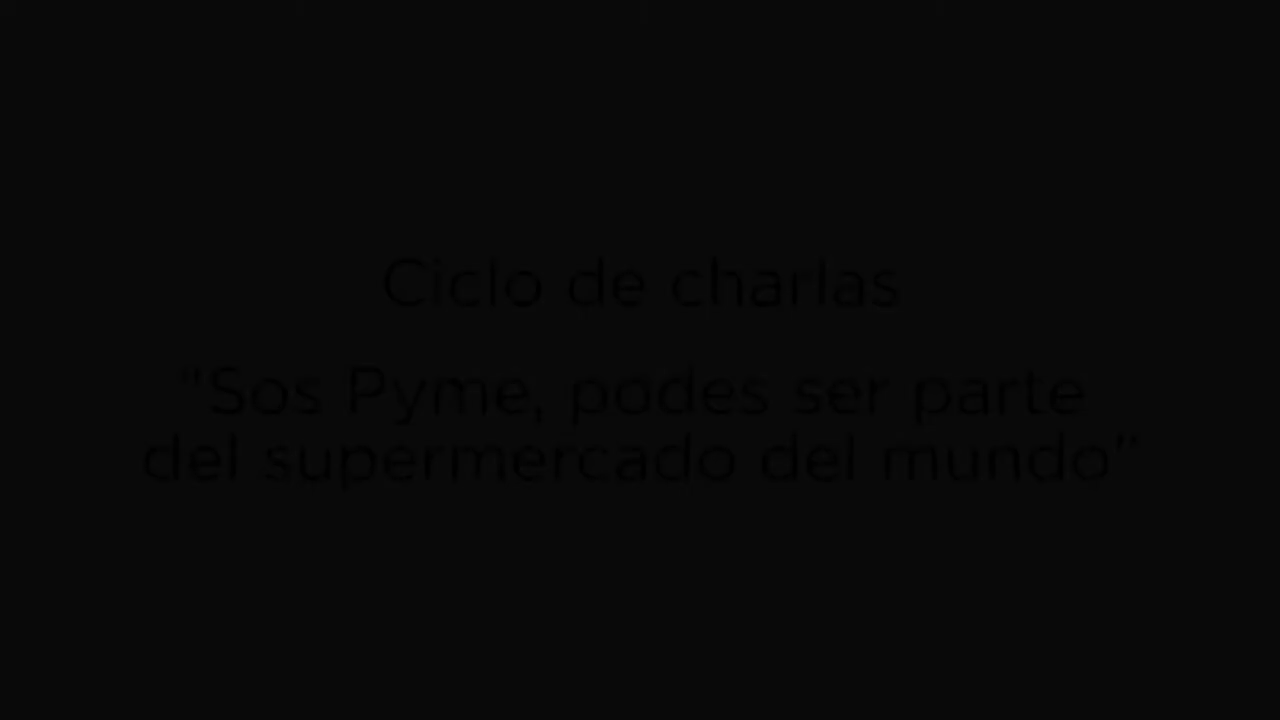 Ciclo de charlas
"Sos Pyme, podes ser parte
del supermercado del mundo"